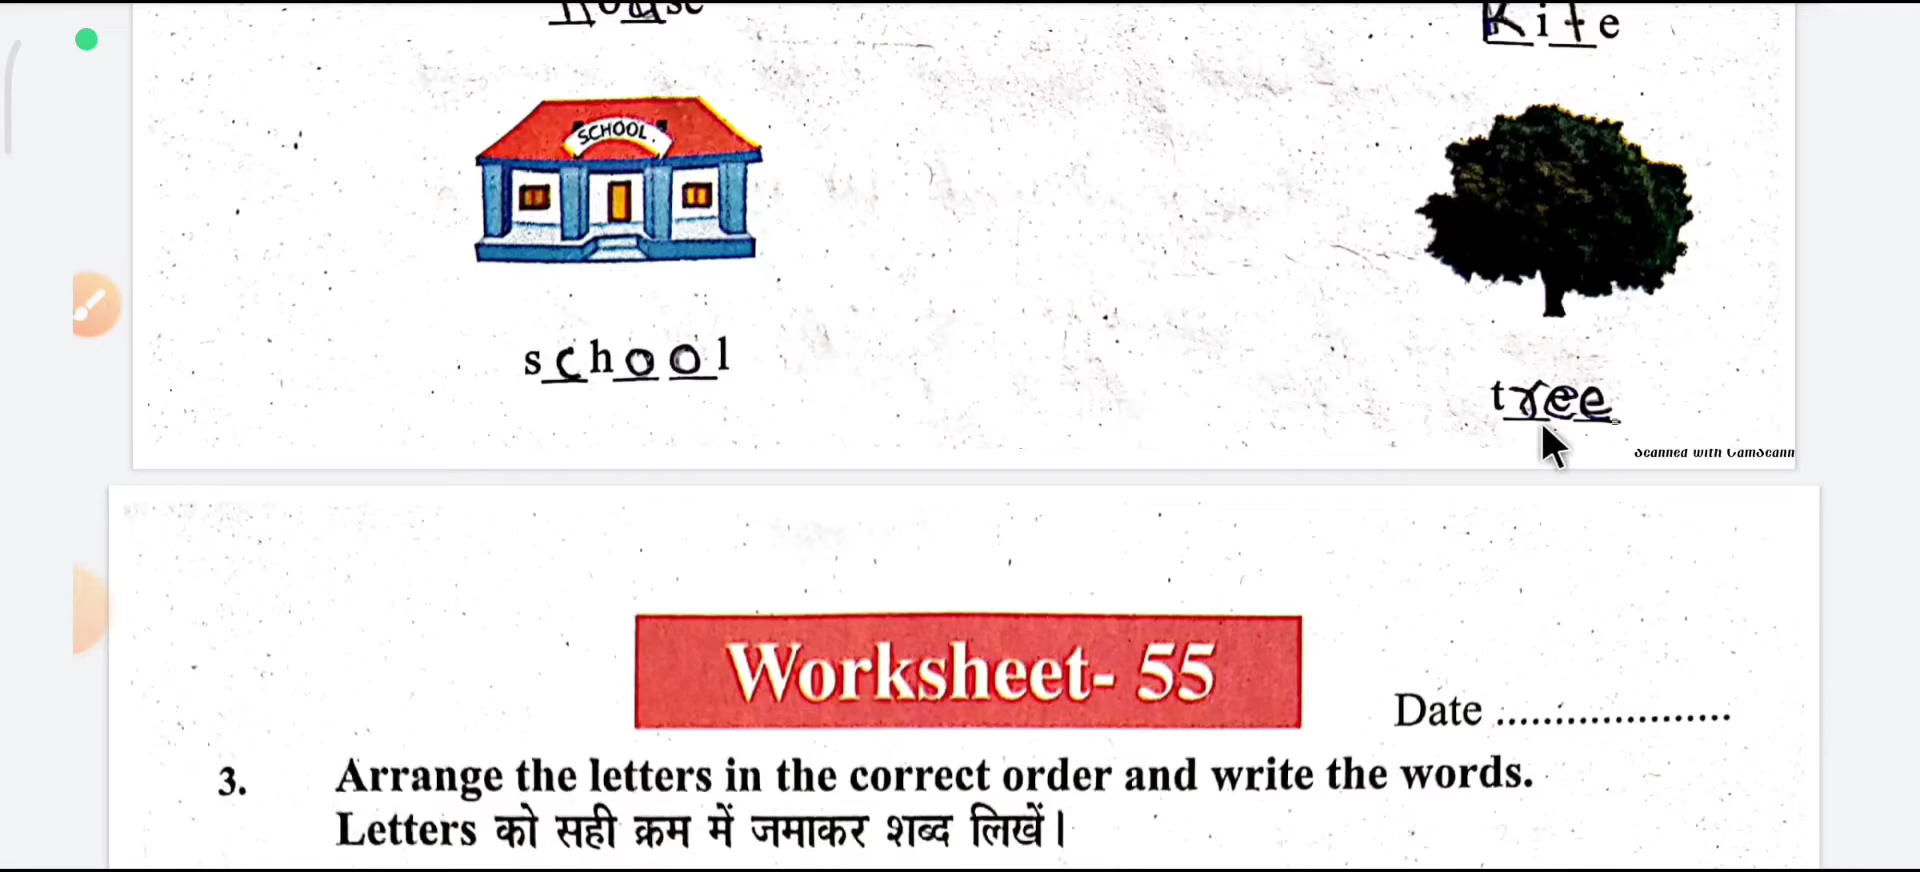 House
Kite
SCHOOL
school
tree
Scanned with CamScann
Worksheet- 55
Date ....................
3. Arrange the letters in the correct order and write the words.
Letters को सही क्रम में जमाकर शब्द लिखें।